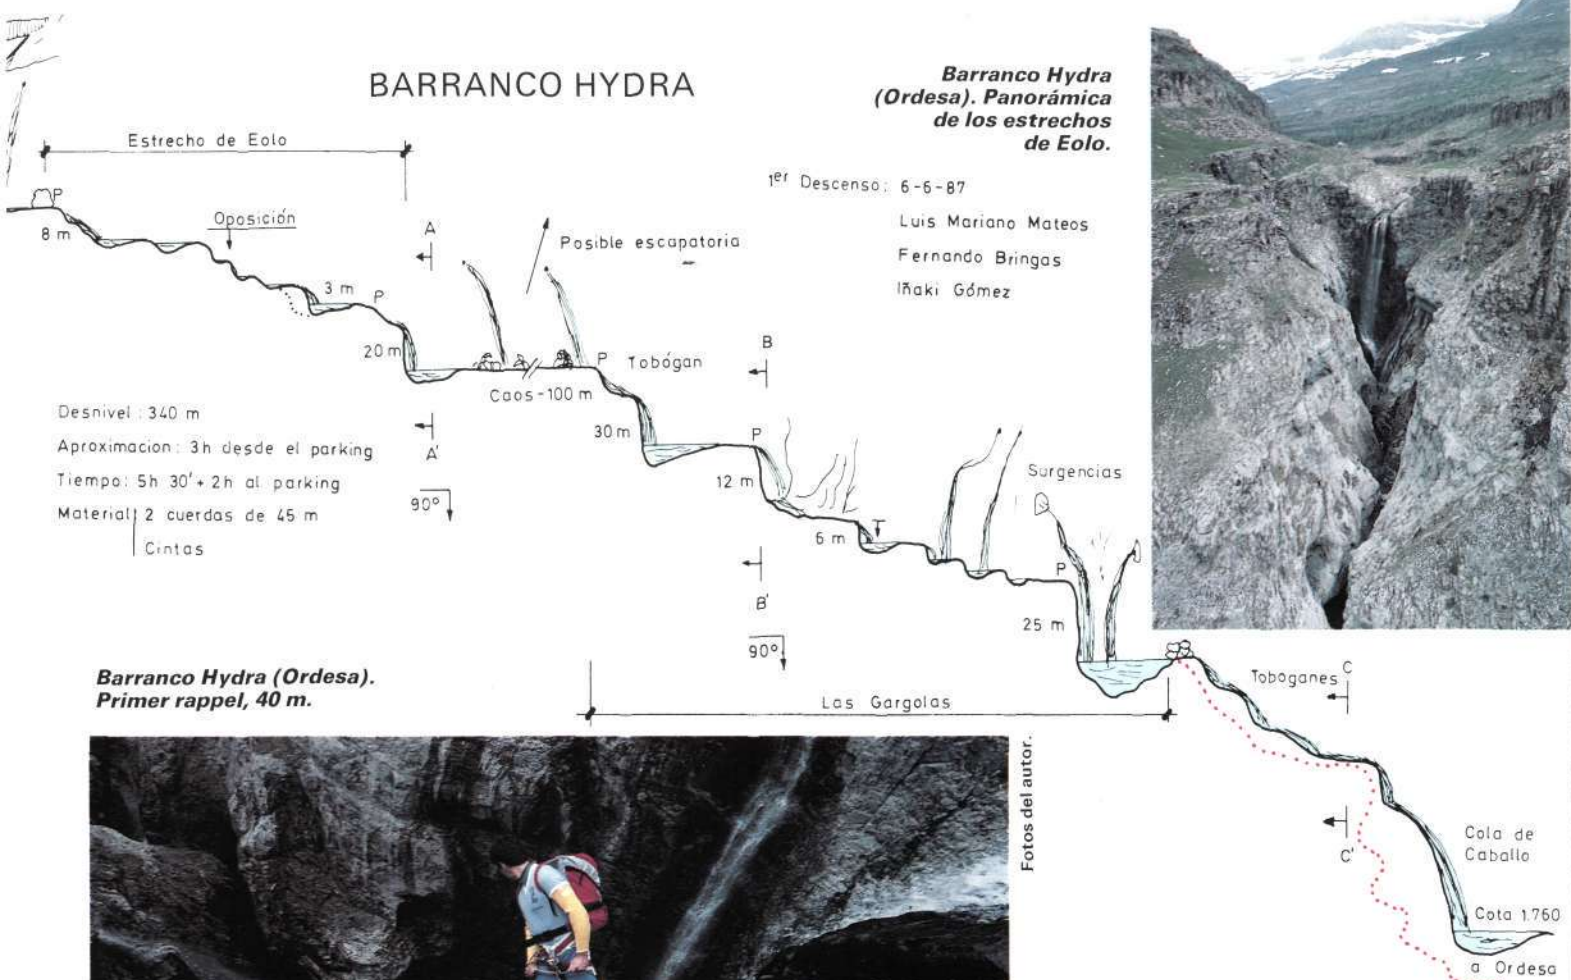 BARRANCO HYDRA
Barranco Hydra
(Ordesa). Panorámica
de los estrechos
de Eolo.
Estrecho de Eolo
1er Descenso: 6-6-87
Luis Mariano Mateos
Fernando Bringas
Iñaki Gómez
P
8 m
Oposición
A
Posible escapatoria
3 m
P
20 m
P
Tobógan
B
Caos-100 m
Desnivel: 340 m
Aproximacion: 3h desde el parking
Tiempo: 5h 30'+ 2h al parking
Material 2 cuerdas de 45 m
Cintas
A'
90º
30 m
P
12 m
Surgencias
6 m
T
B'
P
25 m
90º
Barranco Hydra (Ordesa).
Primer rappel, 40 m.
Las Gargolas
Toboganes
C
Fotos del autor.
C'
Cola de
Caballo
Cota 1.760
a Ordesa